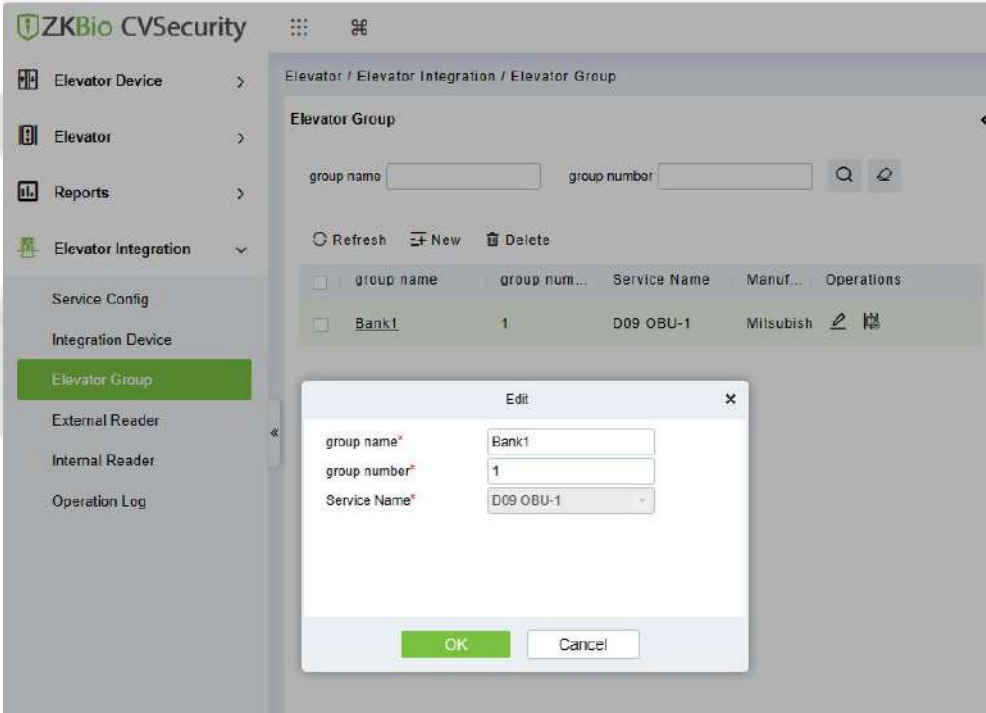 ZKBio CVSecurity
Elevator Device
Elevator
Reports
Elevator Integration
Service Config
Integration Device
Elevator Group
External Reader
Internal Reader
Operation Log
Elevator / Elevator Integration / Elevator Group
Elevator Group
group name
group number
Refresh New Delete
group name group num... Service Name Manuf... Operations
Bank1 1 D09 OBU-1 Mitsubish
Edit
group name* Bank1
group number* 1
Service Name* D09 OBU-1
OK Cancel